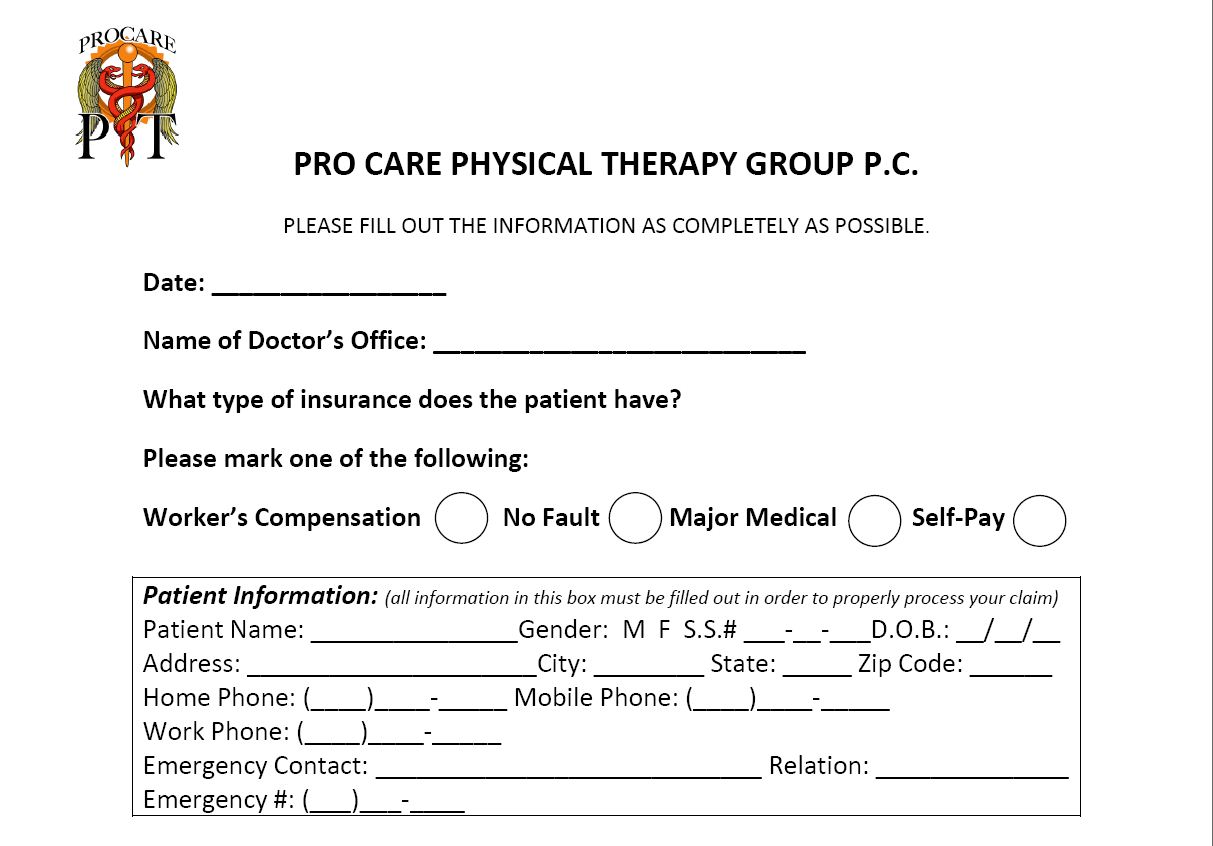 PROCARE
PT
PRO CARE PHYSICAL THERAPY GROUP P.C.
PLEASE FILL OUT THE INFORMATION AS COMPLETELY AS POSSIBLE.
Date: _________________
Name of Doctor’s Office: ___________________________
What type of insurance does the patient have?
Please mark one of the following:
Worker’s Compensation No Fault Major Medical Self-Pay
Patient Information: (all information in this box must be filled out in order to properly process your claim)
Patient Name: _______________Gender: M F S.S.# ___-__-___D.O.B.: __/__/__
Address: _____________________City: ________ State: _____ Zip Code: ______
Home Phone: (____)____-_____ Mobile Phone: (____)____-_____
Work Phone: (____)____-_____
Emergency Contact: ____________________________ Relation: ______________
Emergency #: (___)___-____